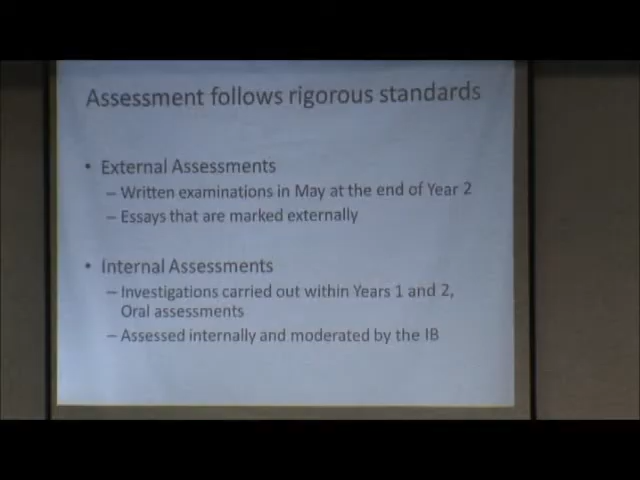 Assessment follows rigorous standards
• External Assessments
– Written examinations in May at the end of Year 2
– Essays that are marked externally
• Internal Assessments
– Investigations carried out within Years 1 and 2,
Oral assessments
– Assessed internally and moderated by the IB